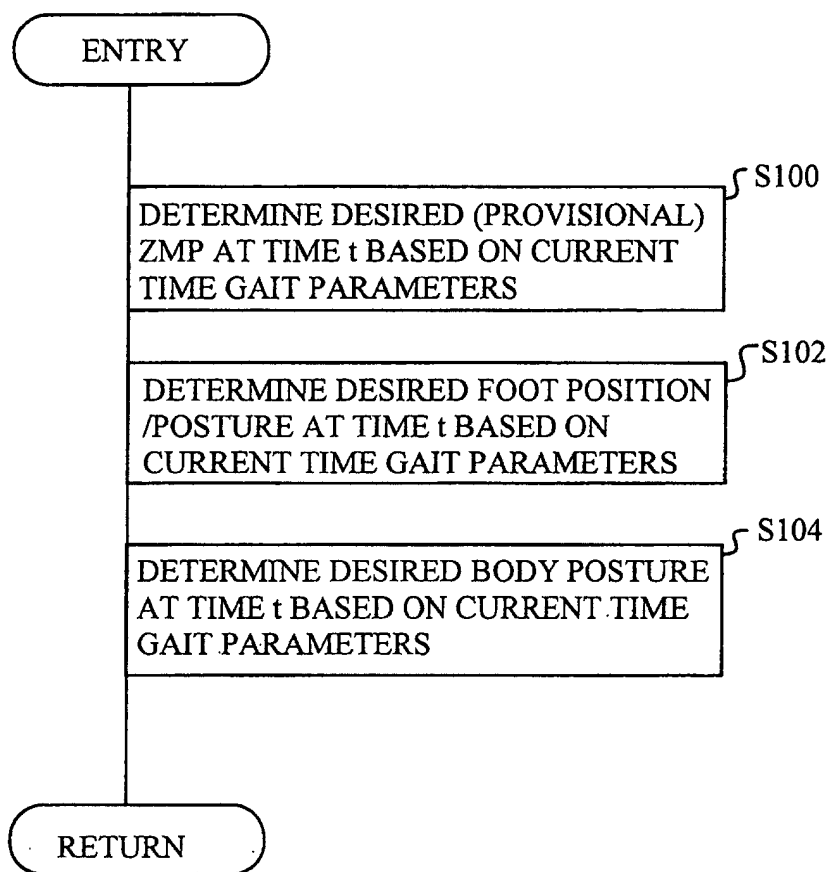 ENTRY
S100
DETERMINE DESIRED (PROVISIONAL)
ZMP AT TIME t BASED ON CURRENT
TIME GAIT PARAMETERS
S102
DETERMINE DESIRED FOOT POSITION
/POSTURE AT TIME t BASED ON
CURRENT TIME GAIT PARAMETERS
S104
DETERMINE DESIRED BODY POSTURE
AT TIME t BASED ON CURRENT TIME
GAIT PARAMETERS
RETURN